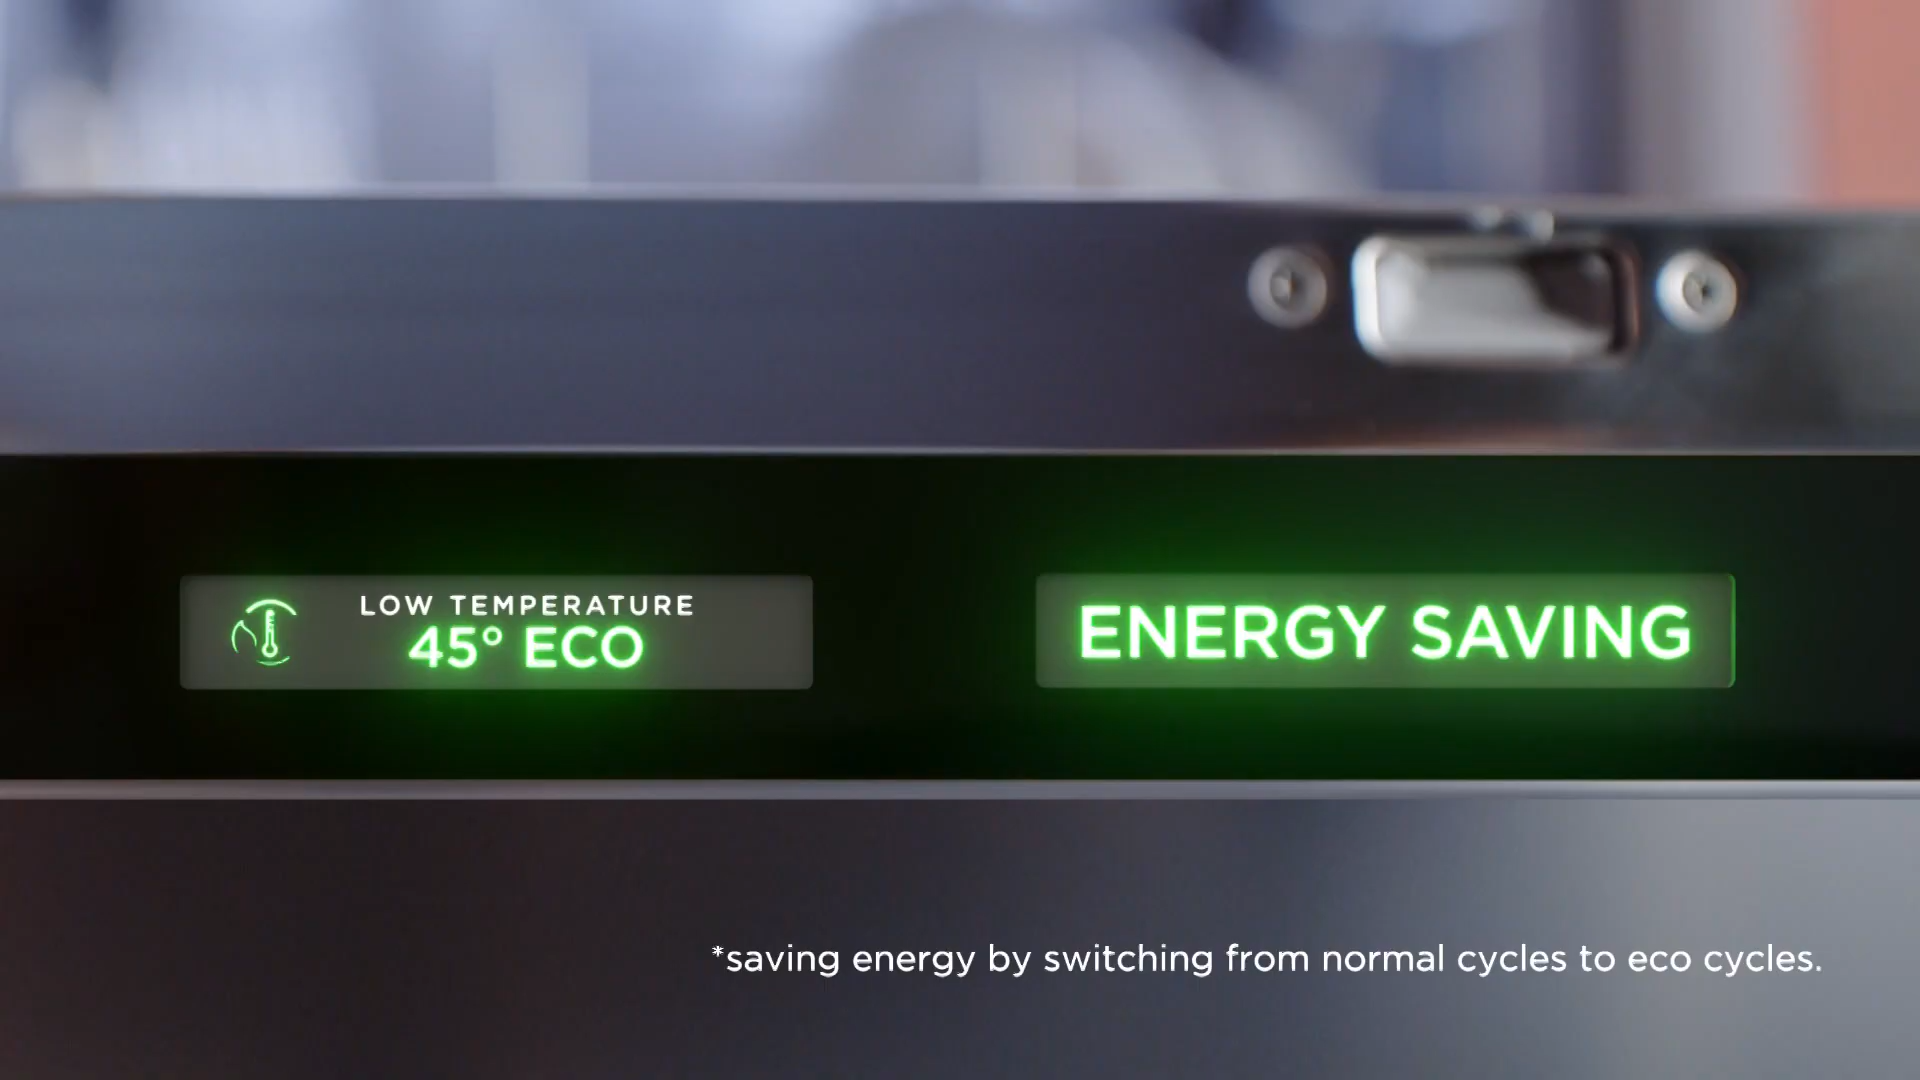 LOW TEMPERATURE
45° ECO
ENERGY SAVING
*saving energy by switching from normal cycles to eco cycles.